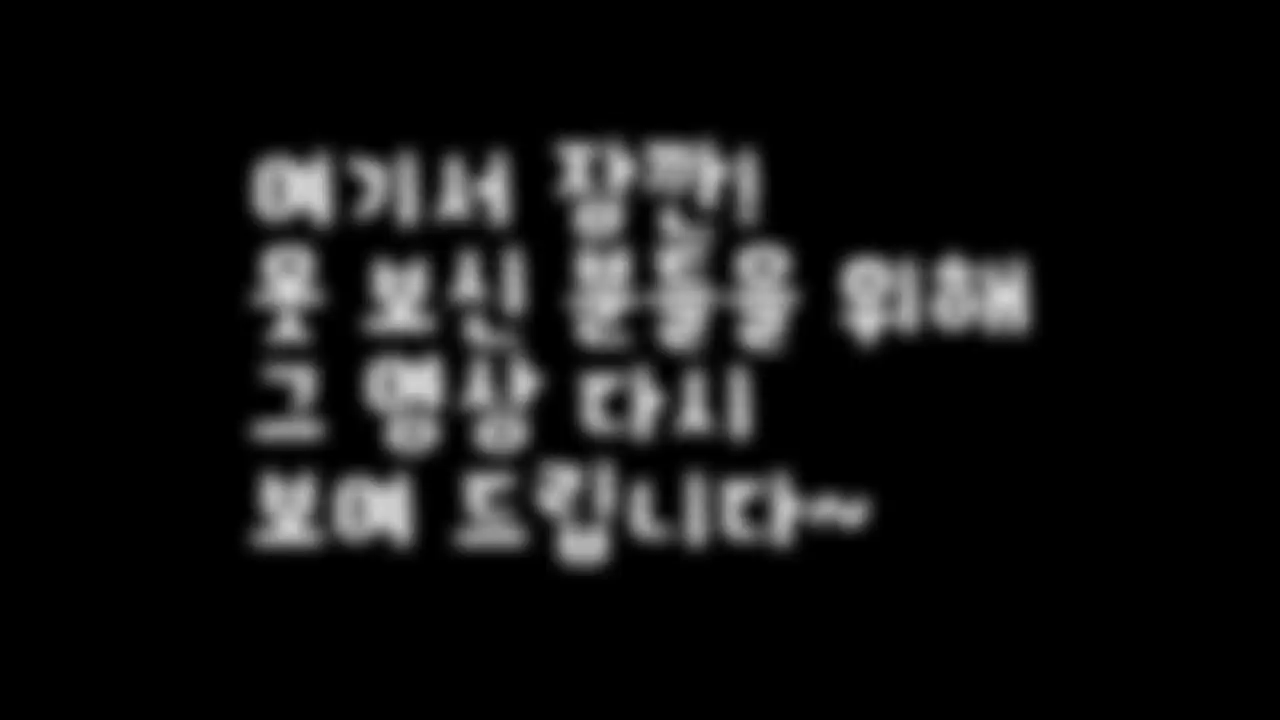 여기서 잠깐!
못 보신 분들을 위해
그 영상 다시
보여 드립니다~